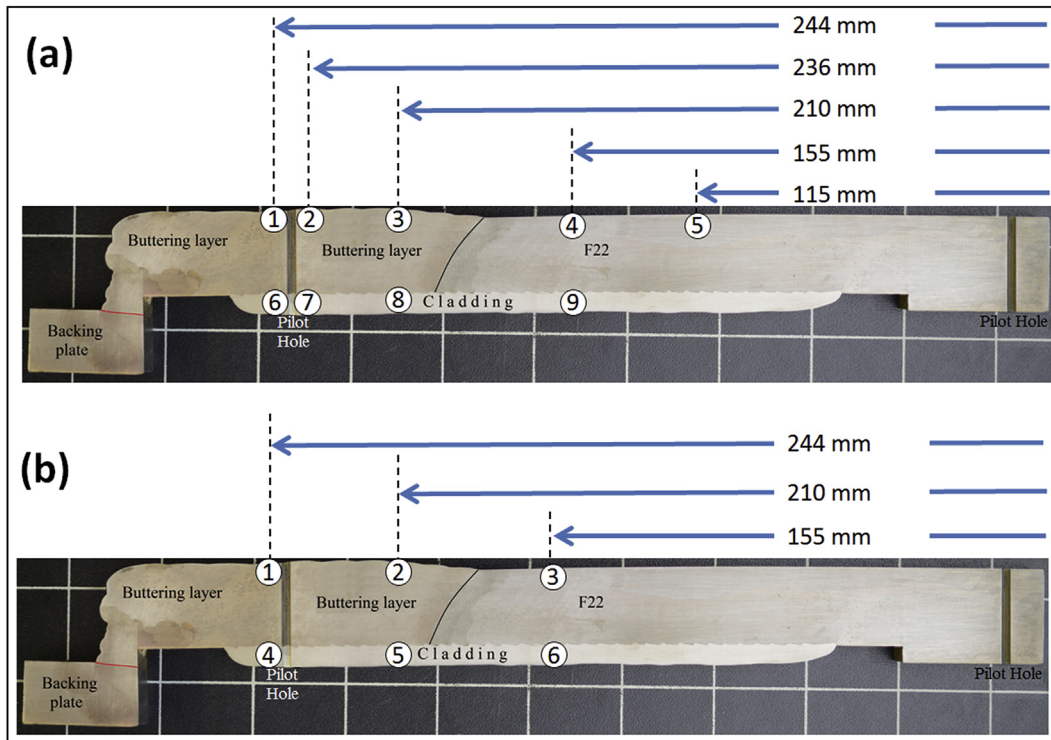 (a)
244 mm
236 mm
210 mm
155 mm
115 mm
1 2 3 4 5
Buttering layer Buttering layer F22
6 7 8 Cladding 9
Backing
plate
Pilot
Hole
Pilot Hole
(b)
244 mm
210 mm
155 mm
1 2 3
Buttering layer Buttering layer F22
4 5 Cladding 6
Backing
plate
Pilot
Hole
Pilot Hole